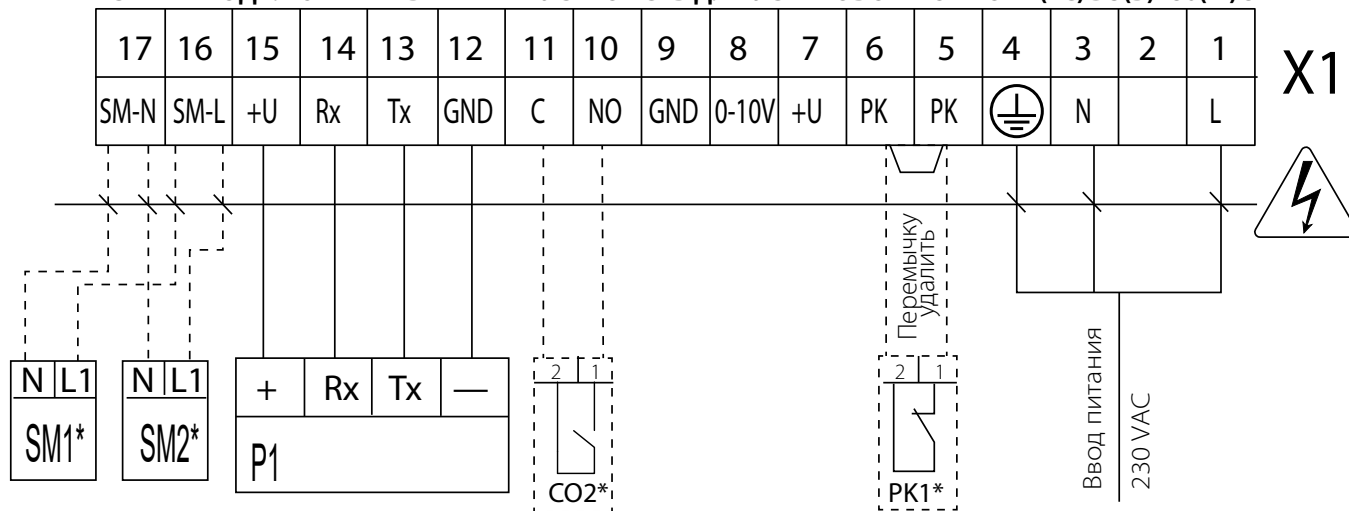 17 16 15 14 13 12 11 10 9 8 7 6 5 4 3 2 1
X1
SM-N SM-L +U Rx Tx GND C NO GND 0-10V +U PK PK N L
Перемычку
удалить
N L1
SM1*
N L1
SM2*
+ Rx Tx —
P1
2 1
CO2*
2 1
PK1*
Ввод питания
230 VAC